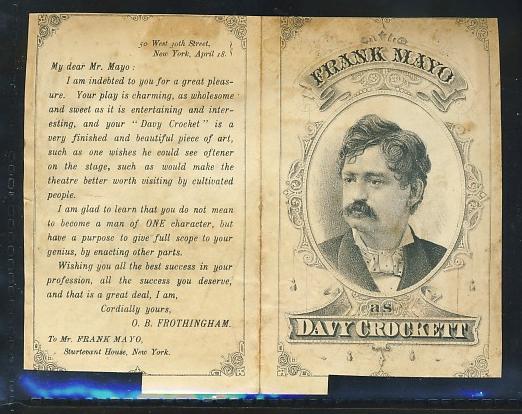 50 West 30th Street,
New York, April 18.
My dear Mr. Mayo:
I am indebted to you for a great pleas-
ure. Your play is charming, as wholesome
and sweet as it is entertaining and inter-
esting, and your "Davy Crocket" is a
very finished and beautiful piece of art,
such as one wishes he could see oftener
on the stage, such as would make the
theatre better worth visiting by cultivated
people.
I am glad to learn that you do not mean
to become a man of ONE character, but
have a purpose to give full scope to your
genius, by enacting other parts.
Wishing you all the best success in your
profession, all the success you deserve,
and that is a great deal, I am,
Cordially yours,
O. B. FROTHINGHAM.
To Mr. FRANK MAYO,
Sturtevant House, New York.
FRANK MAYO
as
DAVY CROCKETT